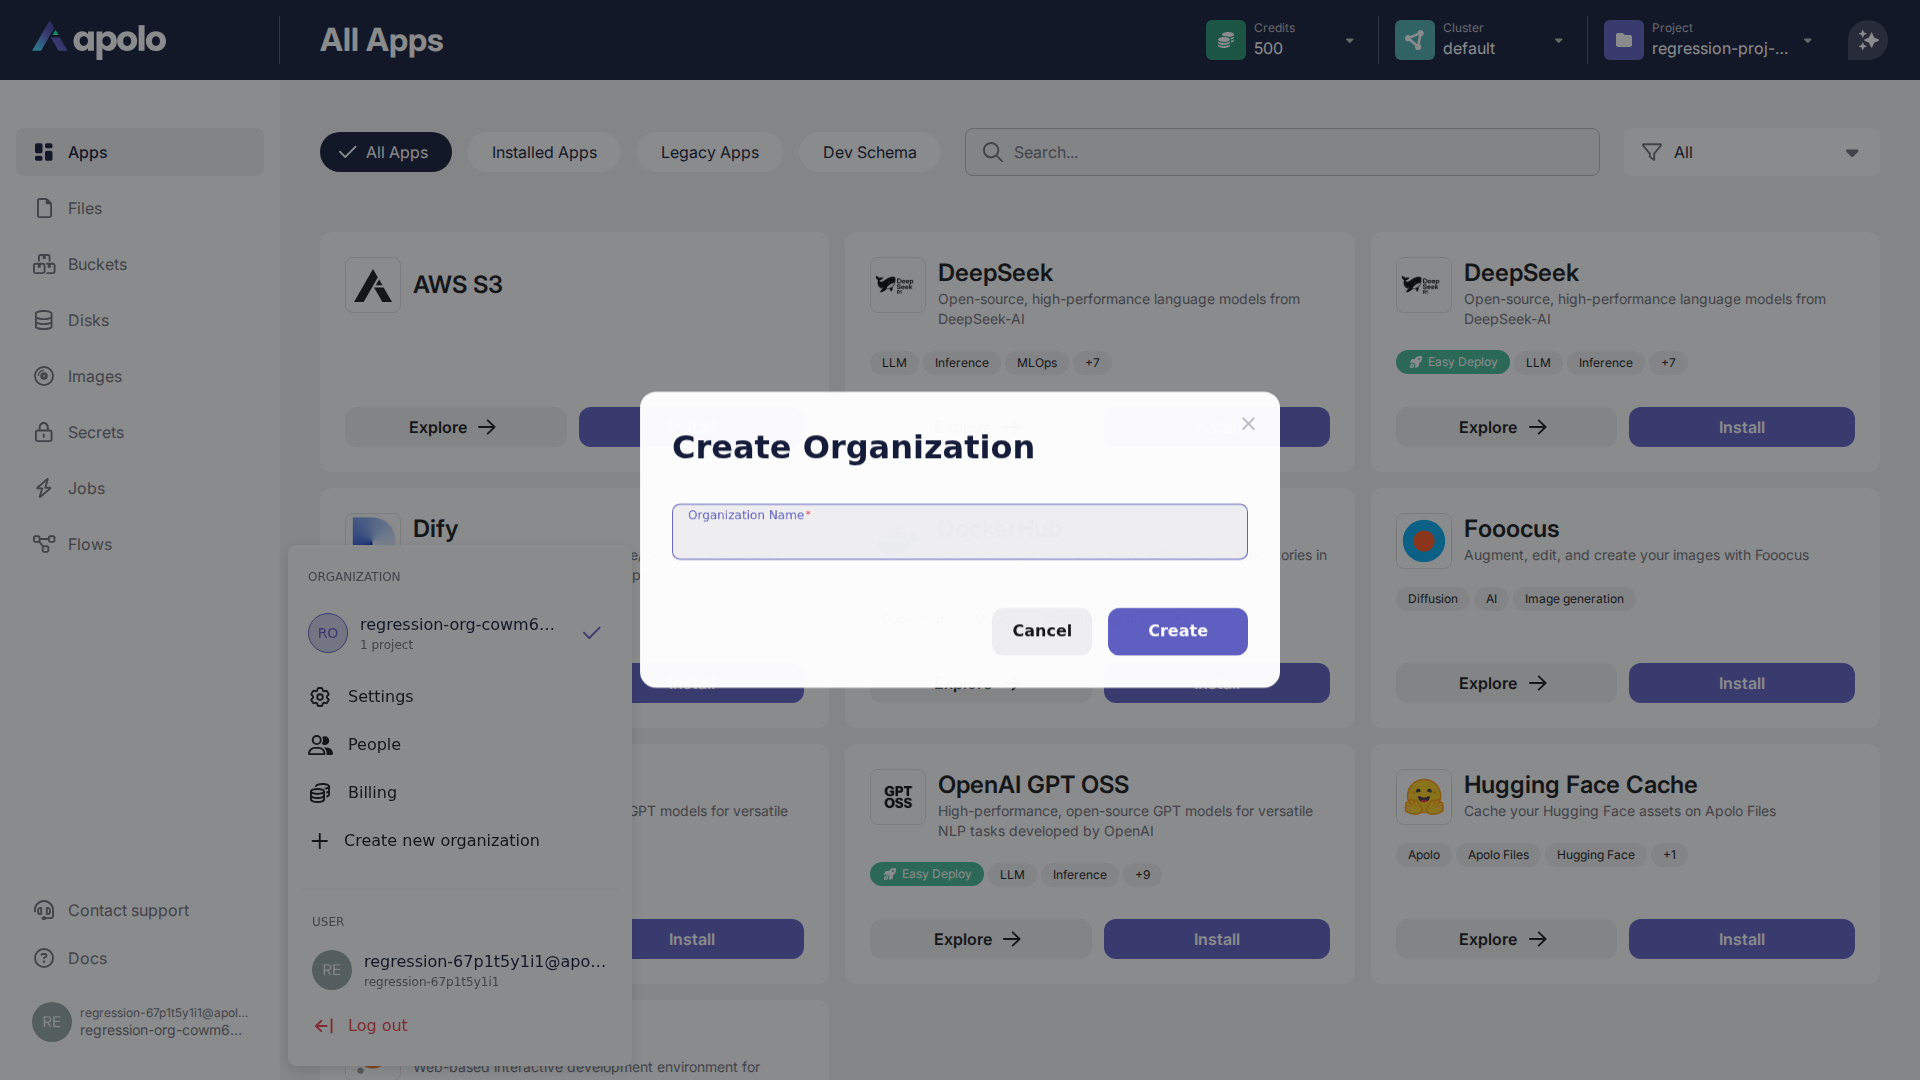 apolo
All Apps
Credits
500
Cluster
default
Project
regression-proj-...
Apps
Files
Buckets
Disks
Images
Secrets
Jobs
Flows
All Apps
Installed Apps
Legacy Apps
Dev Schema
Search...
All
AWS S3
Explore
DeepSeek
Open-source, high-performance language models from
DeepSeek-AI
LLM
Inference
MLOps
+7
DeepSeek
Open-source, high-performance language models from
DeepSeek-AI
Easy Deploy
LLM
Inference
+7
Explore
Install
Create Organization
Organization Name*
Cancel
Create
Dify
DockerHub
ories in
Explore
Install
Install
Fooocus
Augment, edit, and create your images with Fooocus
Diffusion
AI
Image generation
Explore
Install
ORGANIZATION
RO
regression-org-cowm6...
1 project
Settings
People
Billing
Create new organization
USER
RE
regression-67p1t5y1i1@apo...
regression-67p1t5y1i1
Log out
GPT models for versatile
Install
GPT
OSS
OpenAI GPT OSS
High-performance, open-source GPT models for versatile
NLP tasks developed by OpenAI
Easy Deploy
LLM
Inference
+9
Explore
Install
Hugging Face Cache
Cache your Hugging Face assets on Apolo Files
Apolo
Apolo Files
Hugging Face
+1
Explore
Install
Contact support
Docs
RE
regression-67p1t5y1i1@apol...
regression-org-cowm6...
Web-based interactive development environment for